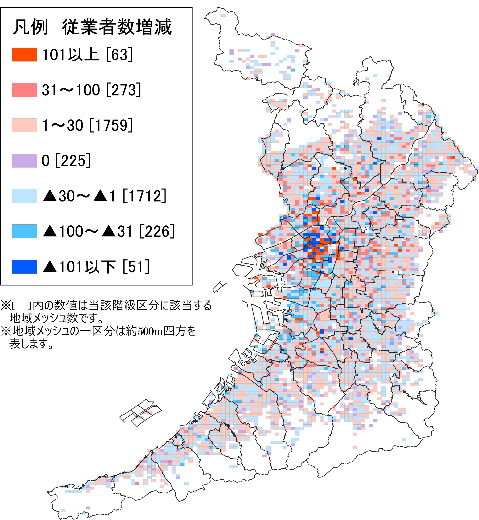 凡例　従業者数増減
101以上 [63]
31～100 [273]
1～30 [1759]
0 [225]
▲30～▲1 [1712]
▲100～▲31 [226]
▲101以下 [51]
※[　]内の数値は当該階級区分に該当する
地域メッシュ数です。
※地域メッシュの一区分は約500m四方を
表します。